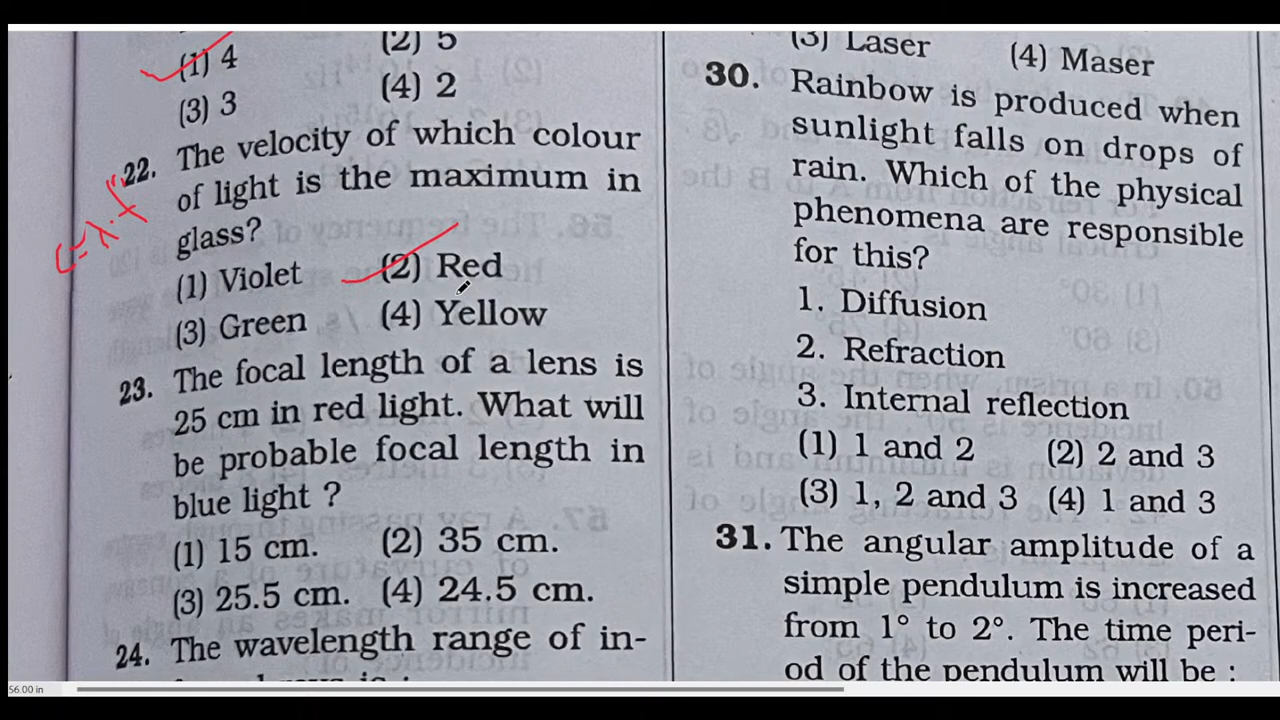 (1) 4 (2) 5
(3) 3 (4) 2
22. The velocity of which colour
of light is the maximum in
glass?
(1) Violet (2) Red
(3) Green (4) Yellow
23. The focal length of a lens is
25 cm in red light. What will
be probable focal length in
blue light ?
(1) 15 cm. (2) 35 cm.
(3) 25.5 cm. (4) 24.5 cm.
24. The wavelength range of in-
(3) Laser (4) Maser
30. Rainbow is produced when
sunlight falls on drops of
rain. Which of the physical
phenomena are responsible
for this?
1. Diffusion
2. Refraction
3. Internal reflection
(1) 1 and 2 (2) 2 and 3
(3) 1, 2 and 3 (4) 1 and 3
31. The angular amplitude of a
simple pendulum is increased
from 1° to 2°. The time peri-
od of the pendulum will be :
56.00 in